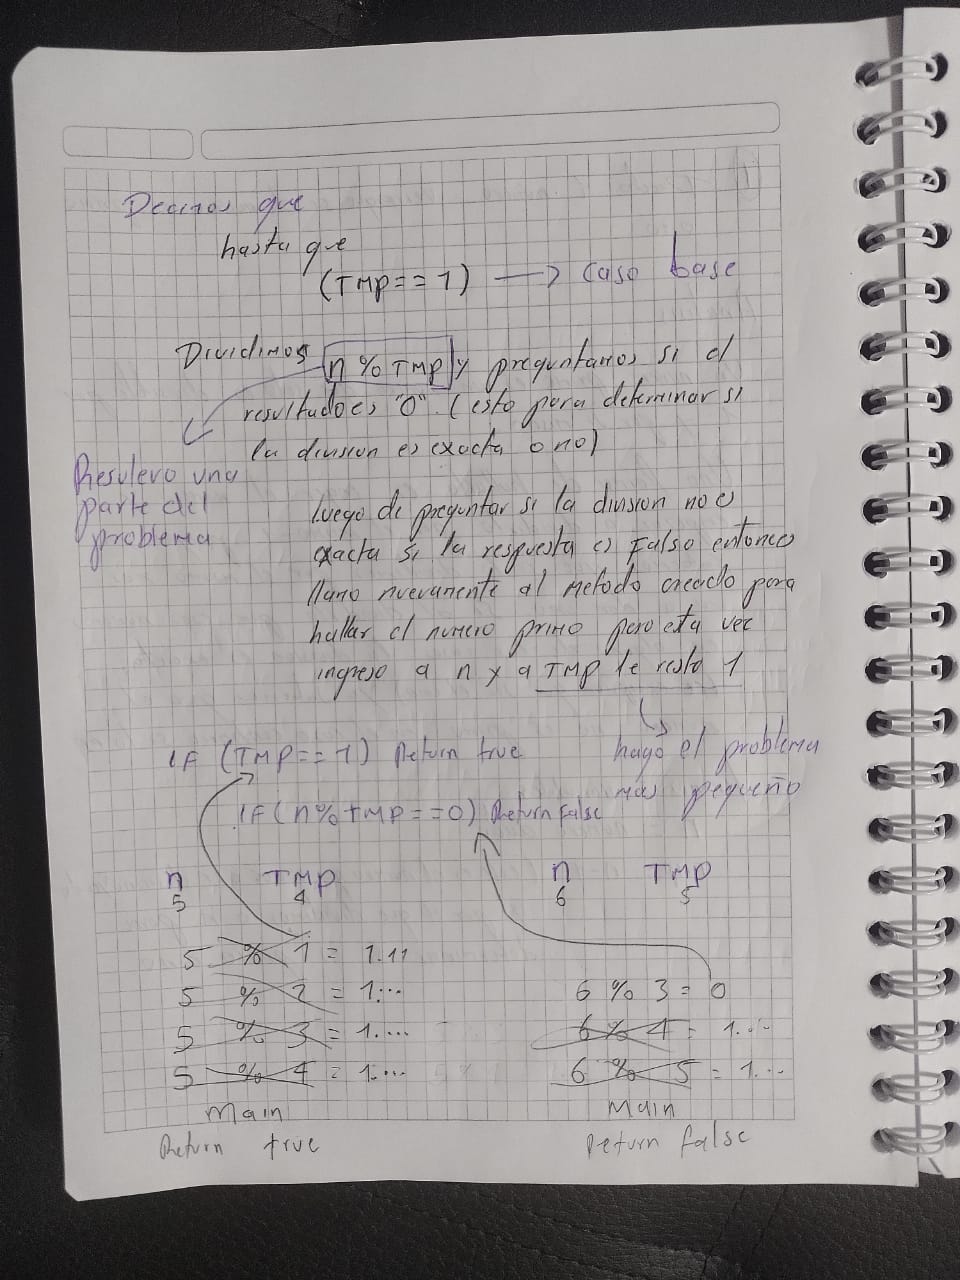 Decimos que
hasta que
(TMP == 1) → caso base
Dividimos n % TMP y preguntamos si el
resultado es "0". (esto para determinar si
la division es exacta o no)
Resulevo una
parte del
problema
luego de preguntar si la division no es
exacta si la respuesta es Falso entonces
llamo nuevamente al metodo creado para
hallar el numero primo pero esta vez
ingreso a n y a TMP le resto 1
IF (TMP == 1) Return true
hago el problema
mas pequeño
IF (n % tMP == 0) Return False
n TMP
5 4
n TMP
6 5
5 % 1 = 1.11
5 % 2 = 1....
5 % 3 = 1....
5 % 4 = 1....
Main
Return true
6 % 3 = 0
6 % 4 = 1....
6 % 5 = 1....
Main
Return false